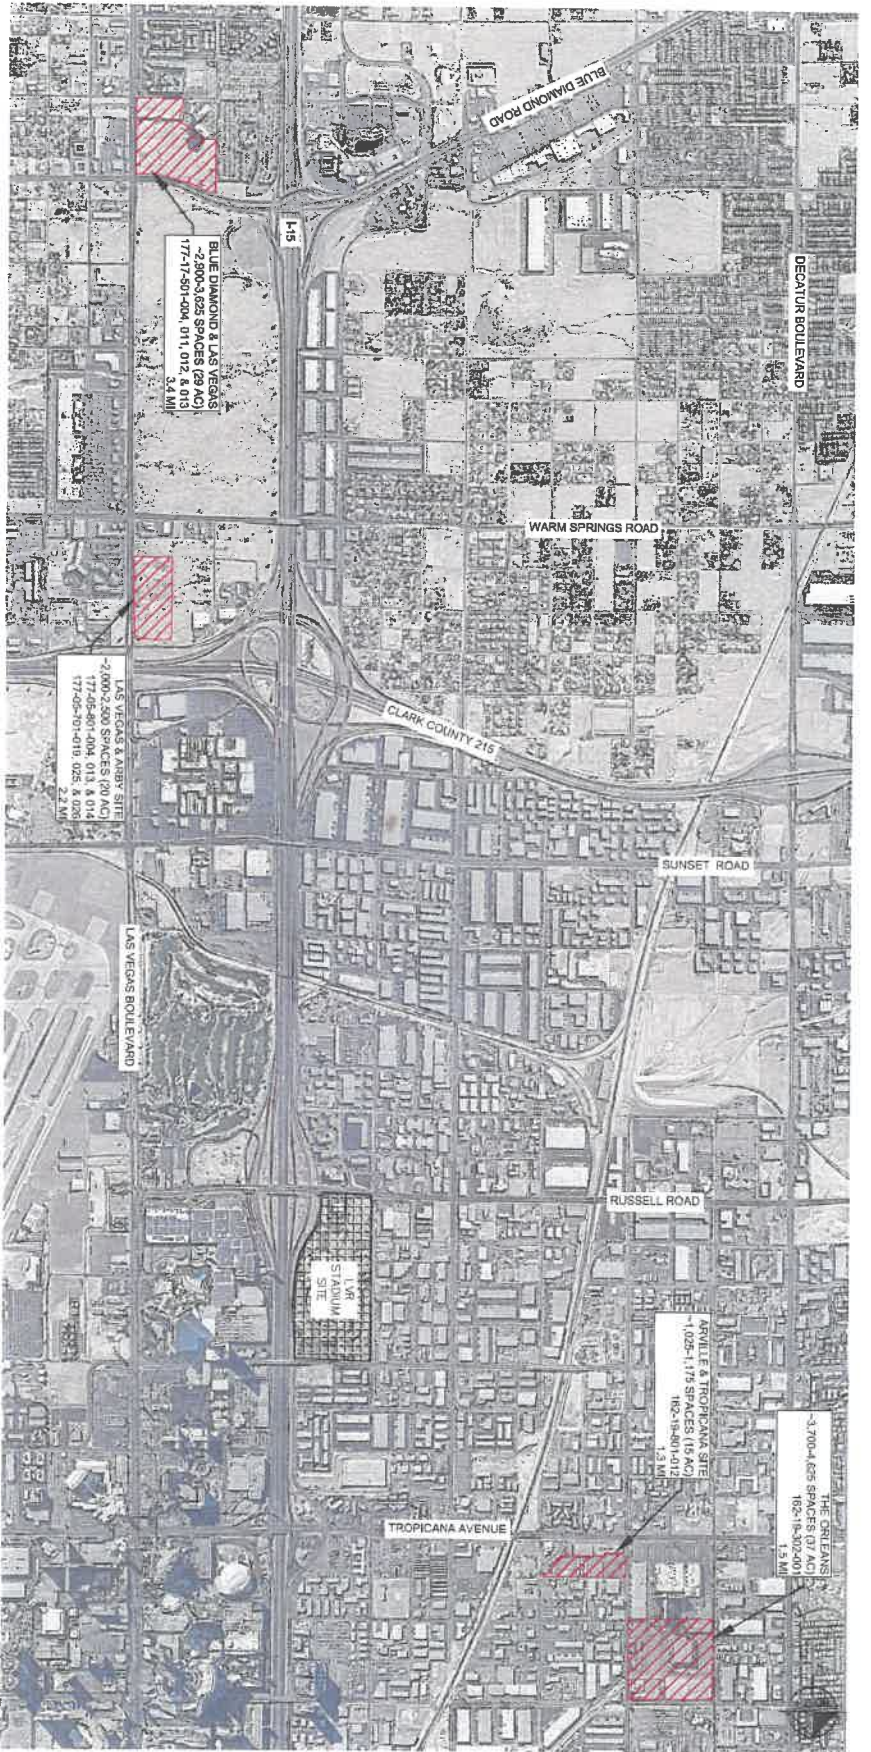 BLUE DIAMOND ROAD
DECATUR BOULEVARD
I-15
BLUE DIAMOND & LAS VEGAS
~2,900-3,625 SPACES (29 AC)
177-17-501-004, 011, 012, & 013
3.4 MI
WARM SPRINGS ROAD
LAS VEGAS & ARBY SITE
~2,000-2,500 SPACES (20 AC)
177-05-801-004, 013, & 014
177-05-701-019, 025, & 026
2.2 MI
CLARK COUNTY 215
SUNSET ROAD
LAS VEGAS BOULEVARD
RUSSELL ROAD
LVR
STADIUM
SITE
ARVILLE & TROPICANA SITE
~1,025-1,175 SPACES (15 AC)
162-19-801-012
1.3 MI
THE ORLEANS
~3,700-4,625 SPACES (37 AC)
162-19-302-001
1.5 MI
TROPICANA AVENUE